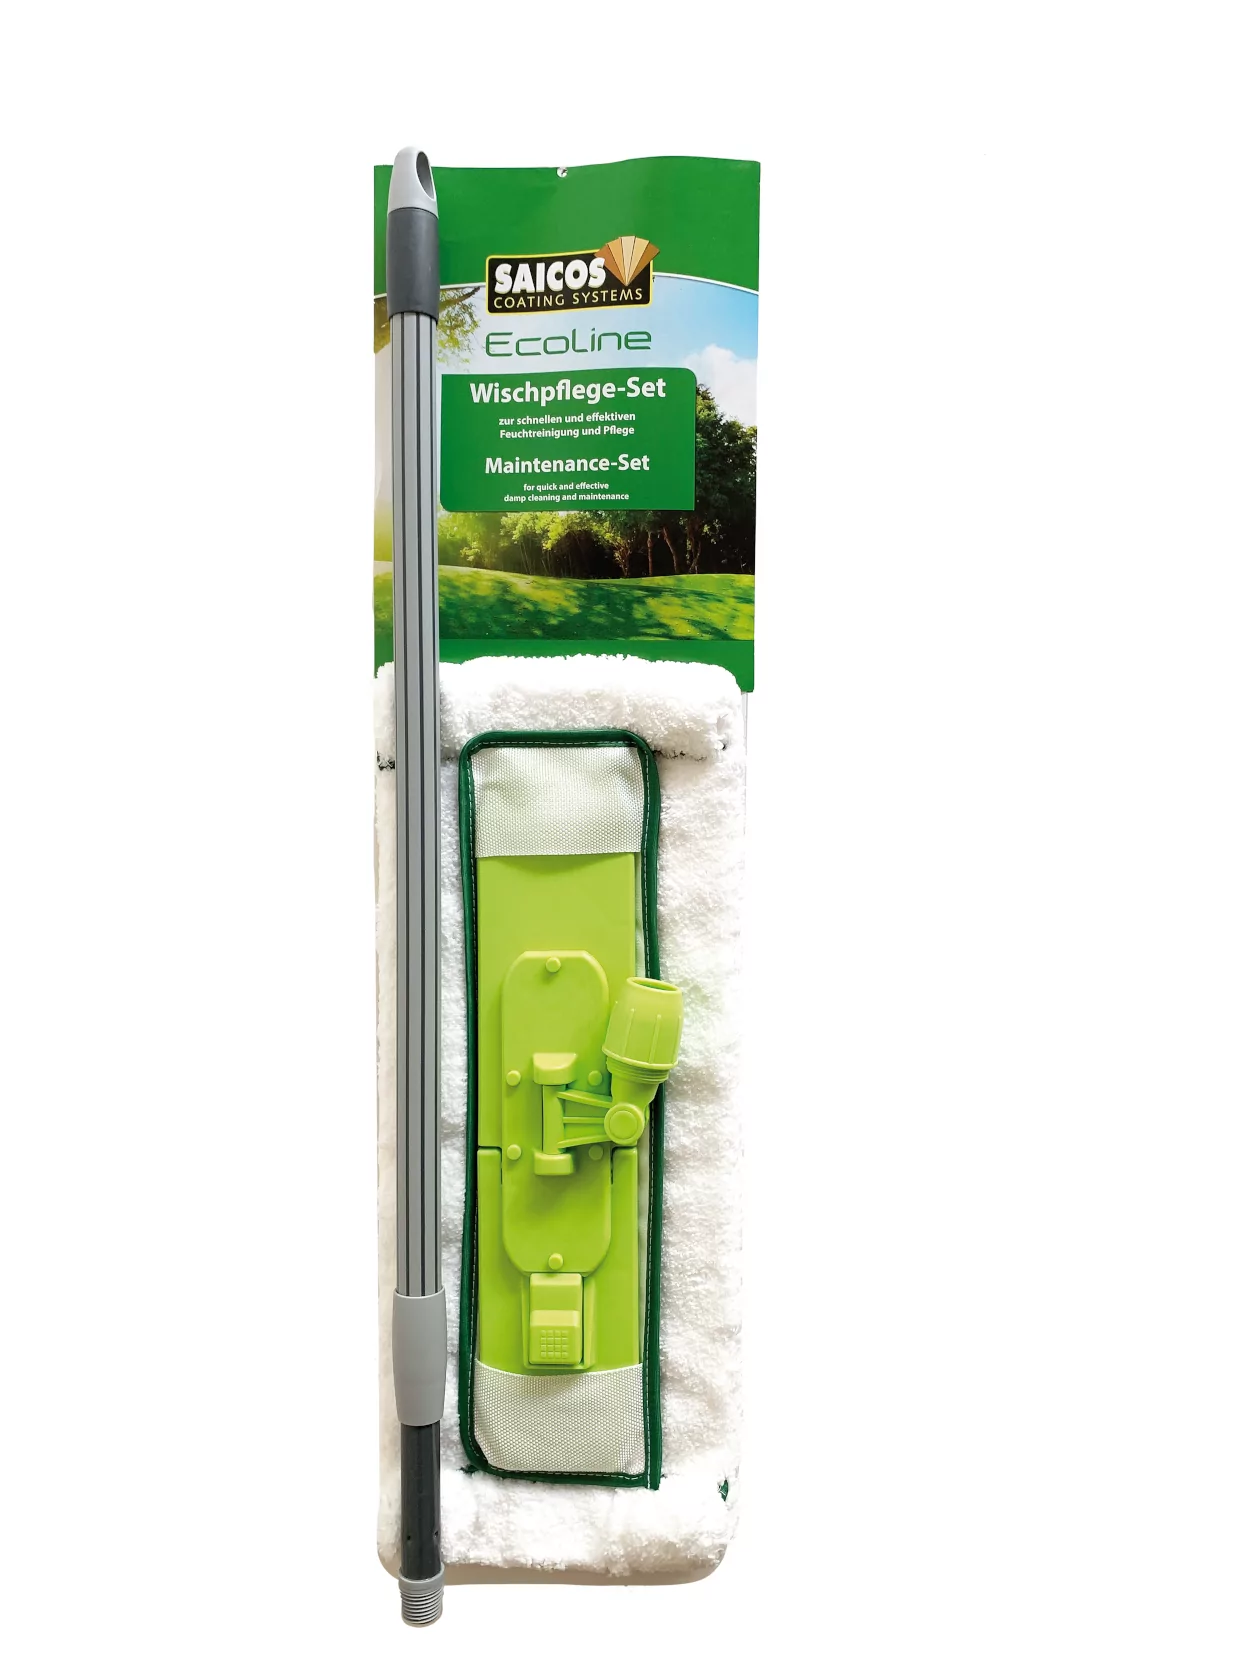 SAICOS
COATING SYSTEMS
EcoLine
Wischpflege-Set
zur schnellen und effektiven
Feuchtreinigung und Pflege
Maintenance-Set
for quick and effective
damp cleaning and maintenance